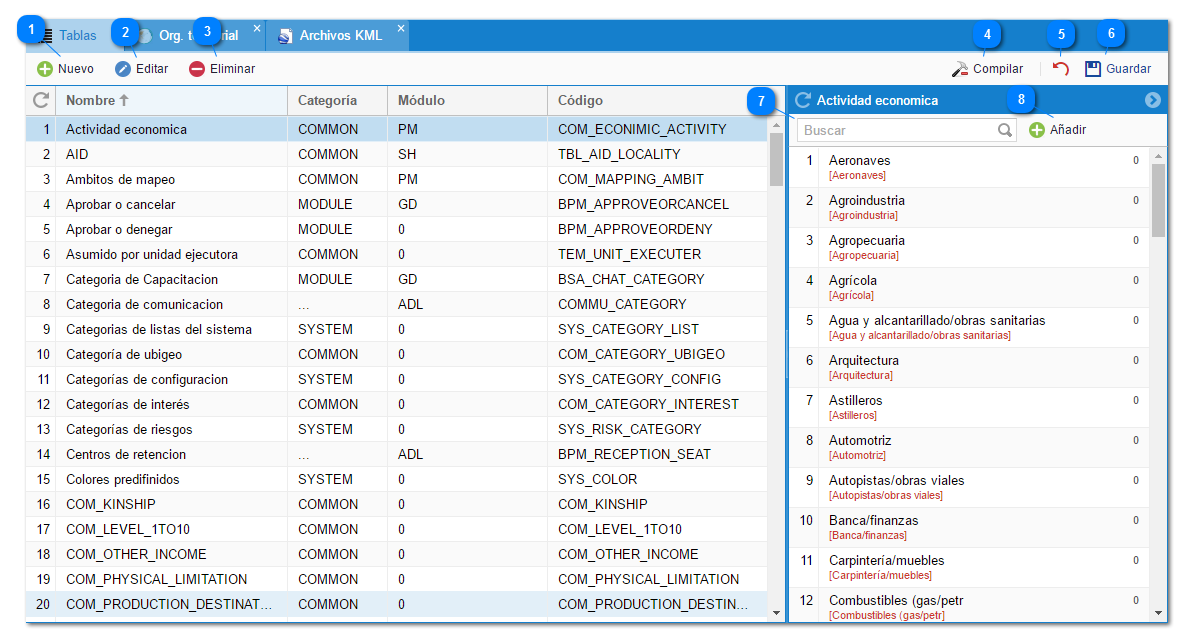 1 2 3 4 5 6
Tablas Org. t rial × Archivos KML ×
Nuevo Editar Eliminar Compilar Guardar
Nombre Categoría Módulo Código
1 Actividad economica COMMON PM COM_ECONIMIC_ACTIVITY
2 AID COMMON SH TBL_AID_LOCALITY
3 Ambitos de mapeo COMMON PM COM_MAPPING_AMBIT
4 Aprobar o cancelar MODULE GD BPM_APPROVEORCANCEL
5 Aprobar o denegar MODULE 0 BPM_APPROVEORDENY
6 Asumido por unidad ejecutora COMMON 0 TEM_UNIT_EXECUTER
7 Categoria de Capacitacion MODULE GD BSA_CHAT_CATEGORY
8 Categoria de comunicacion ... ADL COMMU_CATEGORY
9 Categorias de listas del sistema SYSTEM 0 SYS_CATEGORY_LIST
10 Categoría de ubigeo COMMON 0 COM_CATEGORY_UBIGEO
11 Categorías de configuracion SYSTEM 0 SYS_CATEGORY_CONFIG
12 Categorías de interés COMMON 0 COM_CATEGORY_INTEREST
13 Categorías de riesgos SYSTEM 0 SYS_RISK_CATEGORY
14 Centros de retencion ... ADL BPM_RECEPTION_SEAT
15 Colores predifinidos SYSTEM 0 SYS_COLOR
16 COM_KINSHIP COMMON 0 COM_KINSHIP
17 COM_LEVEL_1TO10 COMMON 0 COM_LEVEL_1TO10
18 COM_OTHER_INCOME COMMON 0 COM_OTHER_INCOME
19 COM_PHYSICAL_LIMITATION COMMON 0 COM_PHYSICAL_LIMITATION
20 COM_PRODUCTION_DESTINAT... COMMON 0 COM_PRODUCTION_DESTIN...
7 Actividad economica 8
Buscar Añadir
1 Aeronaves 0
[Aeronaves]
2 Agroindustria 0
[Agroindustria]
3 Agropecuaria 0
[Agropecuaria]
4 Agrícola 0
[Agrícola]
5 Agua y alcantarillado/obras sanitarias 0
[Agua y alcantarillado/obras sanitarias]
6 Arquitectura 0
[Arquitectura]
7 Astilleros 0
[Astilleros]
8 Automotriz 0
[Automotriz]
9 Autopistas/obras viales 0
[Autopistas/obras viales]
10 Banca/finanzas 0
[Banca/finanzas]
11 Carpintería/muebles 0
[Carpintería/muebles]
12 Combustibles (gas/petr 0
[Combustibles (gas/petr]